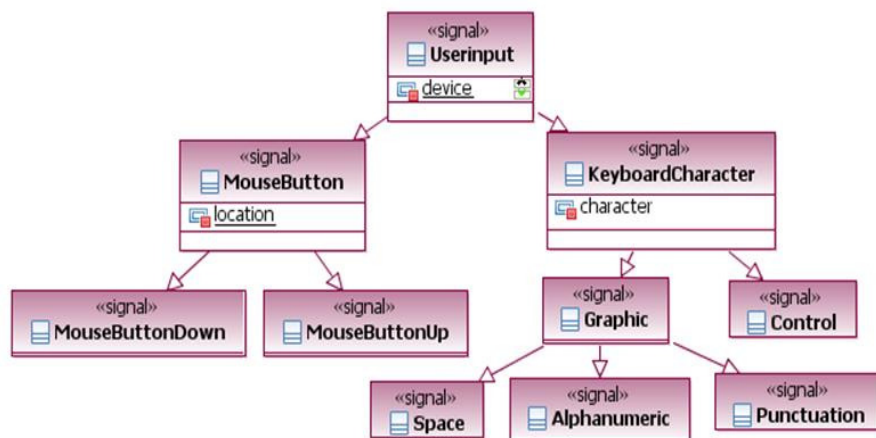 «signal»
Userinput
device
«signal»
MouseButton
location
«signal»
KeyboardCharacter
character
«signal»
MouseButtonDown
«signal»
MouseButtonUp
«signal»
Graphic
«signal»
Control
«signal»
Space
«signal»
Alphanumeric
«signal»
Punctuation